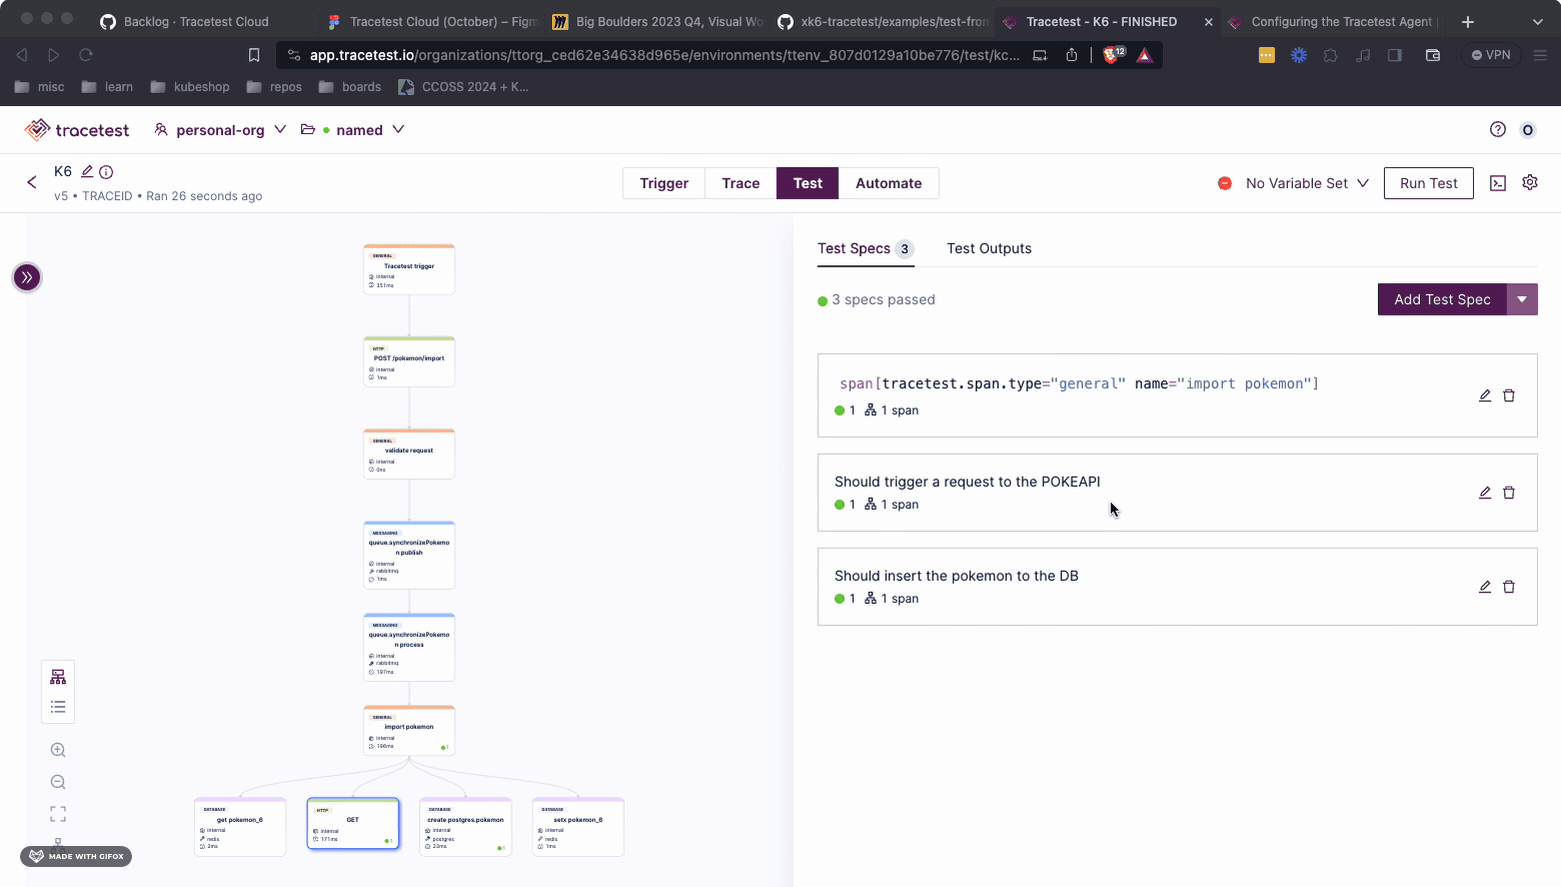 Backlog · Tracetest Cloud
Tracetest Cloud (October) – Figm
Big Boulders 2023 Q4, Visual Wo
xk6-tracetest/examples/test-from
Tracetest - K6 - FINISHED
Configuring the Tracetest Agent |
app.tracetest.io/organizations/ttorg_ced62e34638d965e/environments/ttenv_807d0129a10be776/test/kc...
12
VPN
misc
learn
kubeshop
repos
boards
CCOSS 2024 + K...
tracetest
personal-org
named
O
K6
v5 • TRACEID • Ran 26 seconds ago
Trigger
Trace
Test
Automate
No Variable Set
Run Test
GENERAL
Tracetest trigger
internal
351ms
HTTP
POST /pokemon/import
internal
1ms
GENERAL
validate request
internal
0ns
MESSAGING
queue.synchronizePokemo
n publish
internal
rabbitmq
1ms
MESSAGING
queue.synchronizePokemo
n process
internal
rabbitmq
197ms
GENERAL
import pokemon
internal
196ms
1
DATABASE
get pokemon_6
internal
redis
2ms
HTTP
GET
internal
171ms
1
DATABASE
create postgres.pokemon
internal
postgres
23ms
1
DATABASE
setx pokemon_6
internal
redis
1ms
MADE WITH GIFOX
Test Specs 3
Test Outputs
3 specs passed
Add Test Spec
span[tracetest.span.type="general" name="import pokemon"]
1 1 span
Should trigger a request to the POKEAPI
1 1 span
Should insert the pokemon to the DB
1 1 span